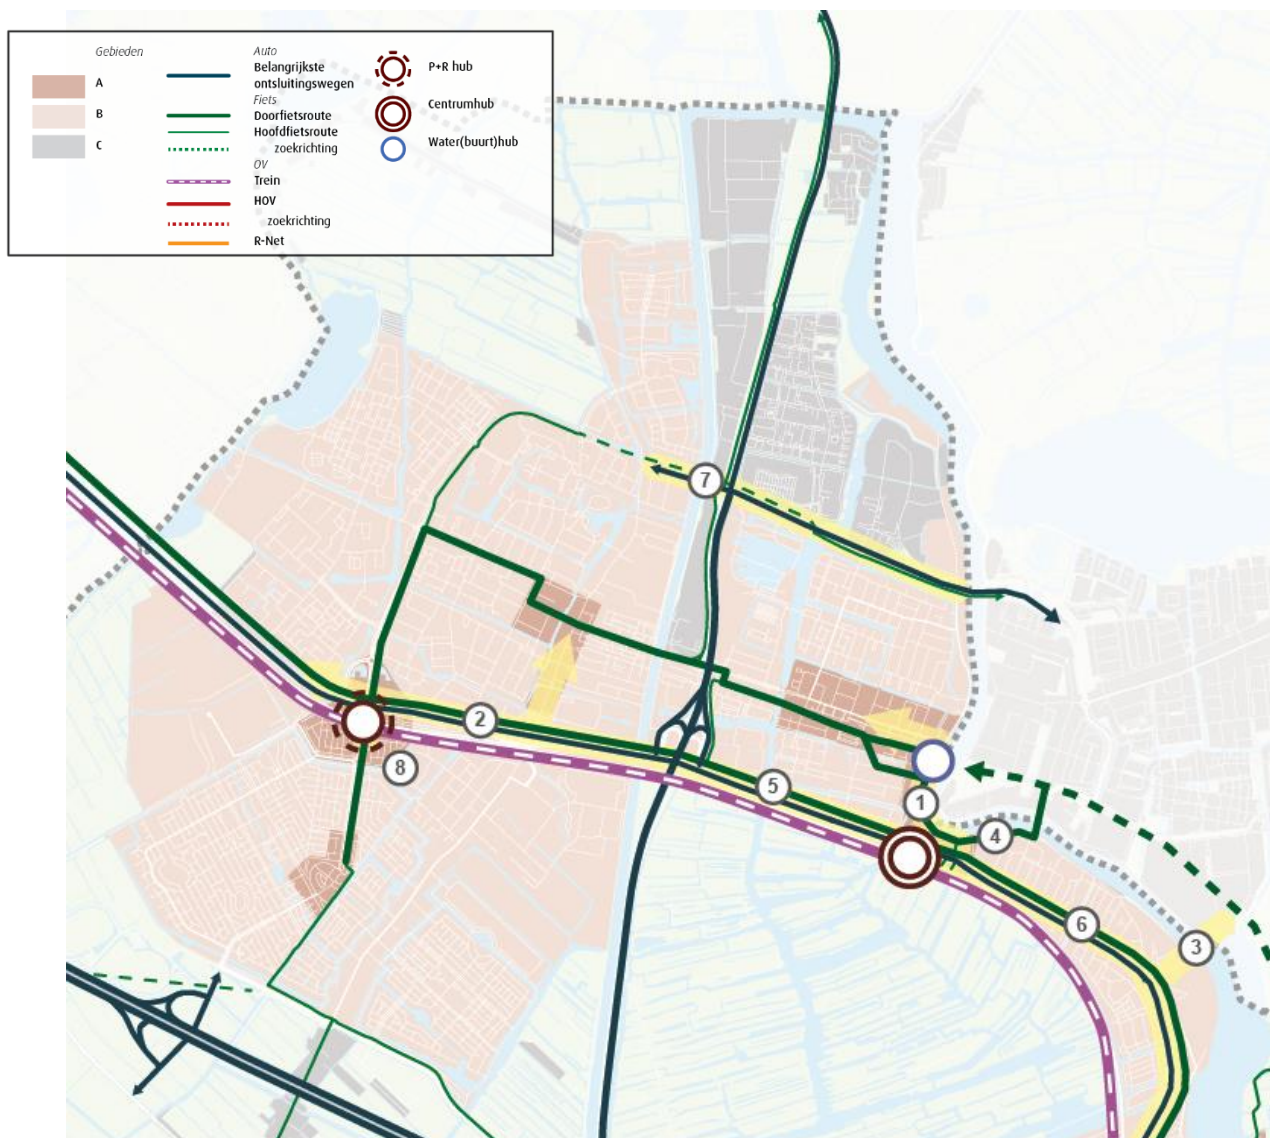 Gebieden
A
B
C
Auto
Belangrijkste
ontsluitingswegen
Fiets
Doorfietsroute
Hoofdfietsroute
zoekrichting
OV
Trein
HOV
zoekrichting
R-Net
P+R hub
Centrumhub
Water(buurt)hub
7
2
8
5
1
4
6
3